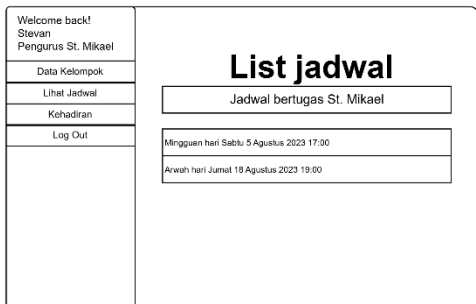 Welcome back!
Stevan
Pengurus St. Mikael
Data Kelompok
Lihat Jadwal
Kehadiran
Log Out
List jadwal
Jadwal bertugas St. Mikael
Mingguan hari Sabtu 5 Agustus 2023 17:00
Arwah hari Jumat 18 Agustus 2023 19:00